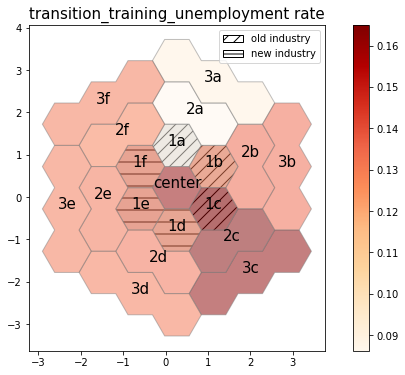 transition_training_unemployment rate
old industry
new industry
3a
3f
2a
2f
1a
1f
1b
2b
3b
center
2e
3e
1e
1c
1d
2c
2d
3c
3d
4
3
2
1
0
−1
−2
−3
−3 −2 −1 0 1 2 3
0.16
0.15
0.14
0.13
0.12
0.11
0.10
0.09